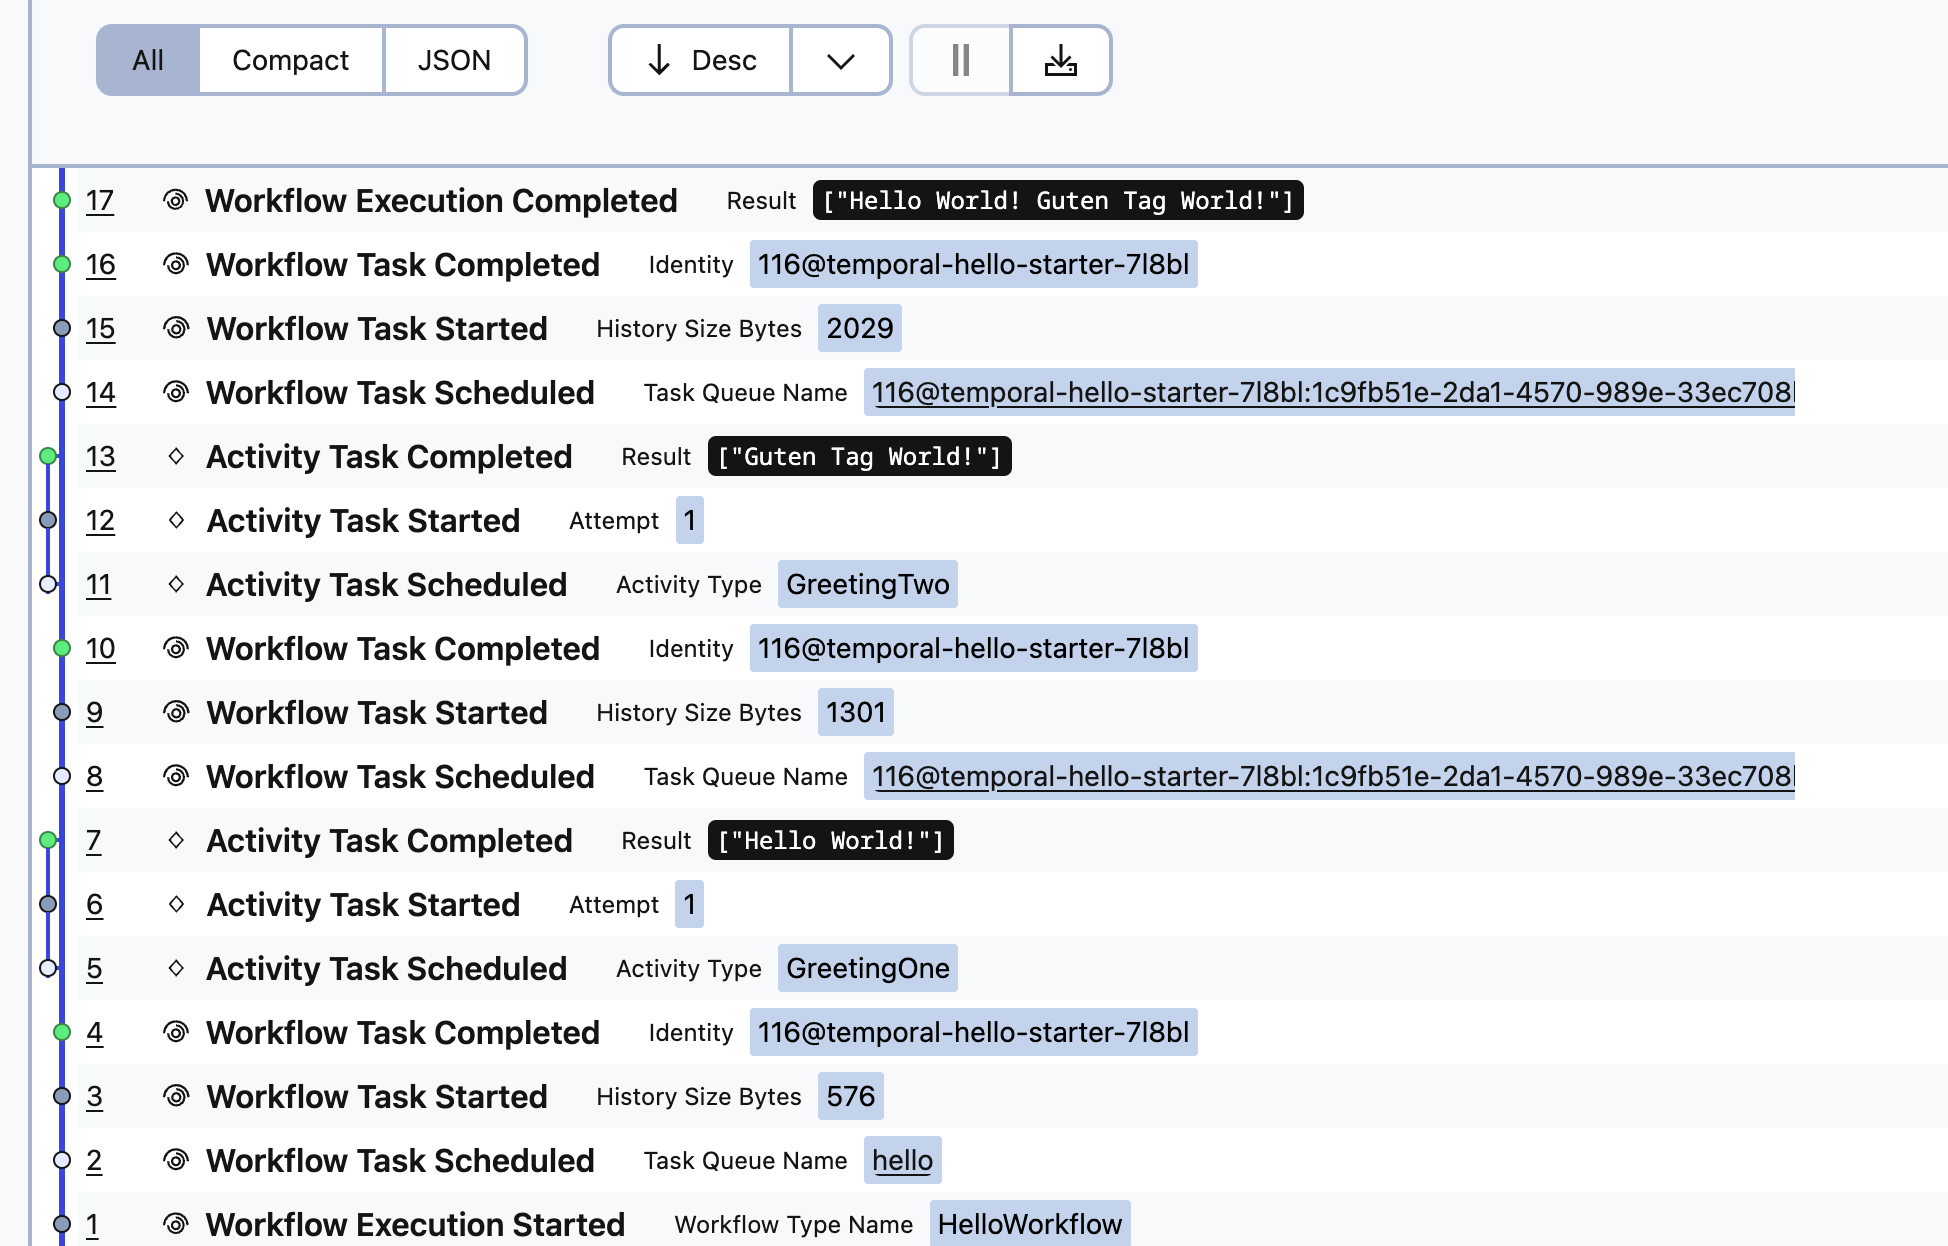 All Compact JSON Desc
17 Workflow Execution Completed Result ["Hello World! Guten Tag World!"]
16 Workflow Task Completed Identity 116@temporal-hello-starter-7l8bl
15 Workflow Task Started History Size Bytes 2029
14 Workflow Task Scheduled Task Queue Name 116@temporal-hello-starter-7l8bl:1c9fb51e-2da1-4570-989e-33ec708
13 Activity Task Completed Result ["Guten Tag World!"]
12 Activity Task Started Attempt 1
11 Activity Task Scheduled Activity Type GreetingTwo
10 Workflow Task Completed Identity 116@temporal-hello-starter-7l8bl
9 Workflow Task Started History Size Bytes 1301
8 Workflow Task Scheduled Task Queue Name 116@temporal-hello-starter-7l8bl:1c9fb51e-2da1-4570-989e-33ec708
7 Activity Task Completed Result ["Hello World!"]
6 Activity Task Started Attempt 1
5 Activity Task Scheduled Activity Type GreetingOne
4 Workflow Task Completed Identity 116@temporal-hello-starter-7l8bl
3 Workflow Task Started History Size Bytes 576
2 Workflow Task Scheduled Task Queue Name hello
1 Workflow Execution Started Workflow Type Name HelloWorkflow